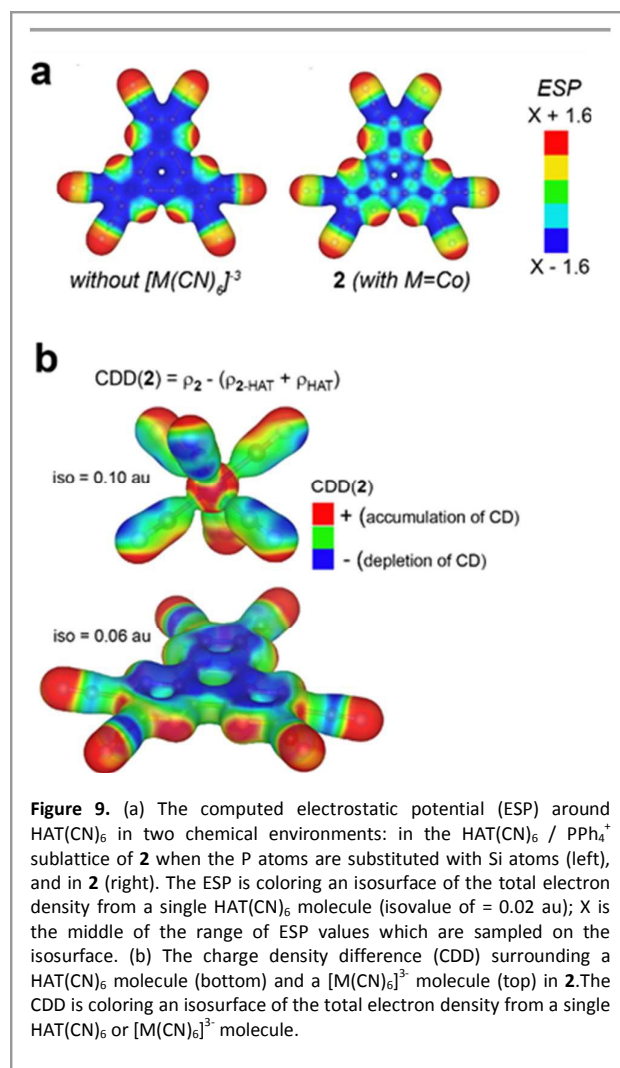 a
ESP
X + 1.6
X - 1.6
without [M(CN)₆]⁻³
2 (with M=Co)
b
CDD(2) = ρ₂ - (ρ₂₋HAT + ρHAT)
iso = 0.10 au
CDD(2)
+ (accumulation of CD)
- (depletion of CD)
iso = 0.06 au
Figure 9. (a) The computed electrostatic potential (ESP) around
HAT(CN)₆ in two chemical environments: in the HAT(CN)₆ / PPh₄⁺
sublattice of 2 when the P atoms are substituted with Si atoms (left),
and in 2 (right). The ESP is coloring an isosurface of the total electron
density from a single HAT(CN)₆ molecule (isovalue of = 0.02 au); X is
the middle of the range of ESP values which are sampled on the
isosurface. (b) The charge density difference (CDD) surrounding a
HAT(CN)₆ molecule (bottom) and a [M(CN)₆]³⁻ molecule (top) in 2.The
CDD is coloring an isosurface of the total electron density from a single
HAT(CN)₆ or [M(CN)₆]³⁻ molecule.